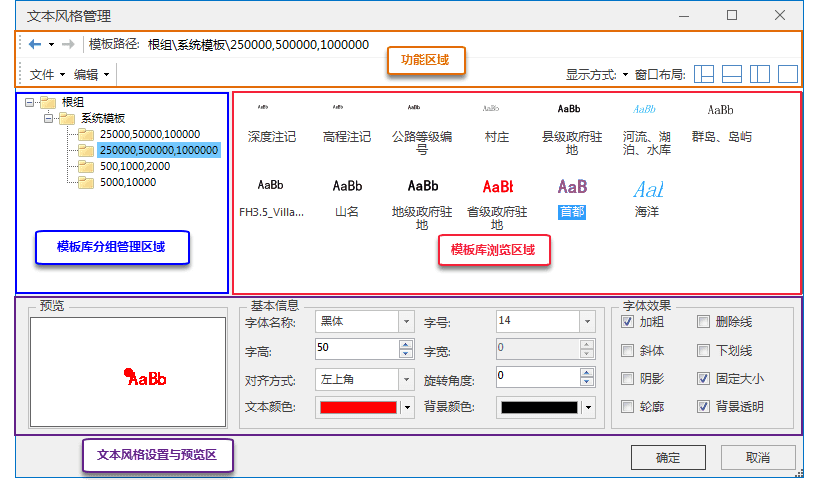 文本风格管理
模板路径: 根组\系统模板\250000,500000,1000000
功能区域
文件 编辑 显示方式: 窗口布局:
根组
系统模板
25000,50000,100000
250000,500000,1000000
500,1000,2000
5000,10000
模板库分组管理区域
AaBb AaBb AaBb AaBb AaBb AaBb AaBb
深度注记 高程注记 公路等级编号 村庄 县级政府驻地 河流、湖泊、水库 群岛、岛屿
AaBb AaBb AaBb AaBb AaB Aal
FH3.5_Villa... 山名 地级政府驻地 省级政府驻地 首都 海洋
模板库浏览区域
预览
AaBb
基本信息
字体名称: 黑体 字号: 14
字高: 50 字宽: 0
对齐方式: 左上角 旋转角度: 0
文本颜色: 背景颜色:
字体效果
加粗 删除线
斜体 下划线
阴影 固定大小
轮廓 背景透明
文本风格设置与预览区
确定 取消